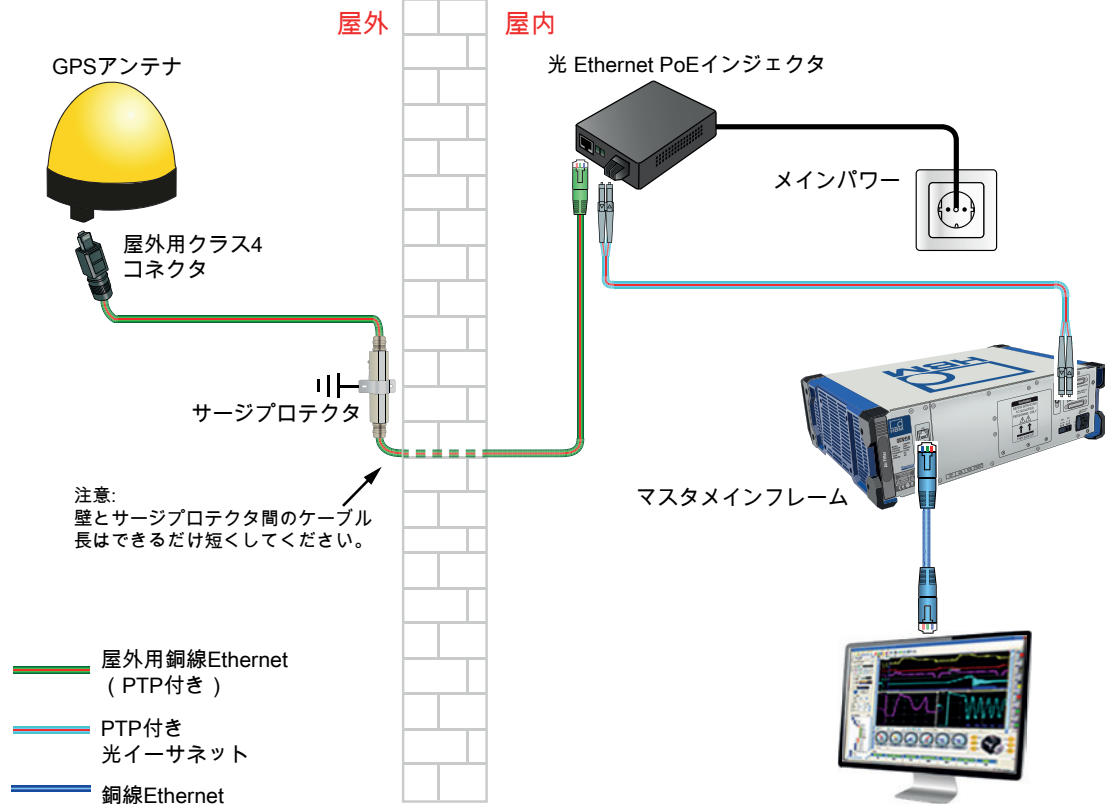 屋外
屋内
GPSアンテナ
光 Ethernet PoEインジェクタ
メインパワー
屋外用クラス4
コネクタ
サージプロテクタ
HBM
マスタメインフレーム
注意:
壁とサージプロテクタ間のケーブル
長はできるだけ短くしてください。
屋外用銅線Ethernet
( PTP付き )
PTP付き
光イーサネット
銅線Ethernet